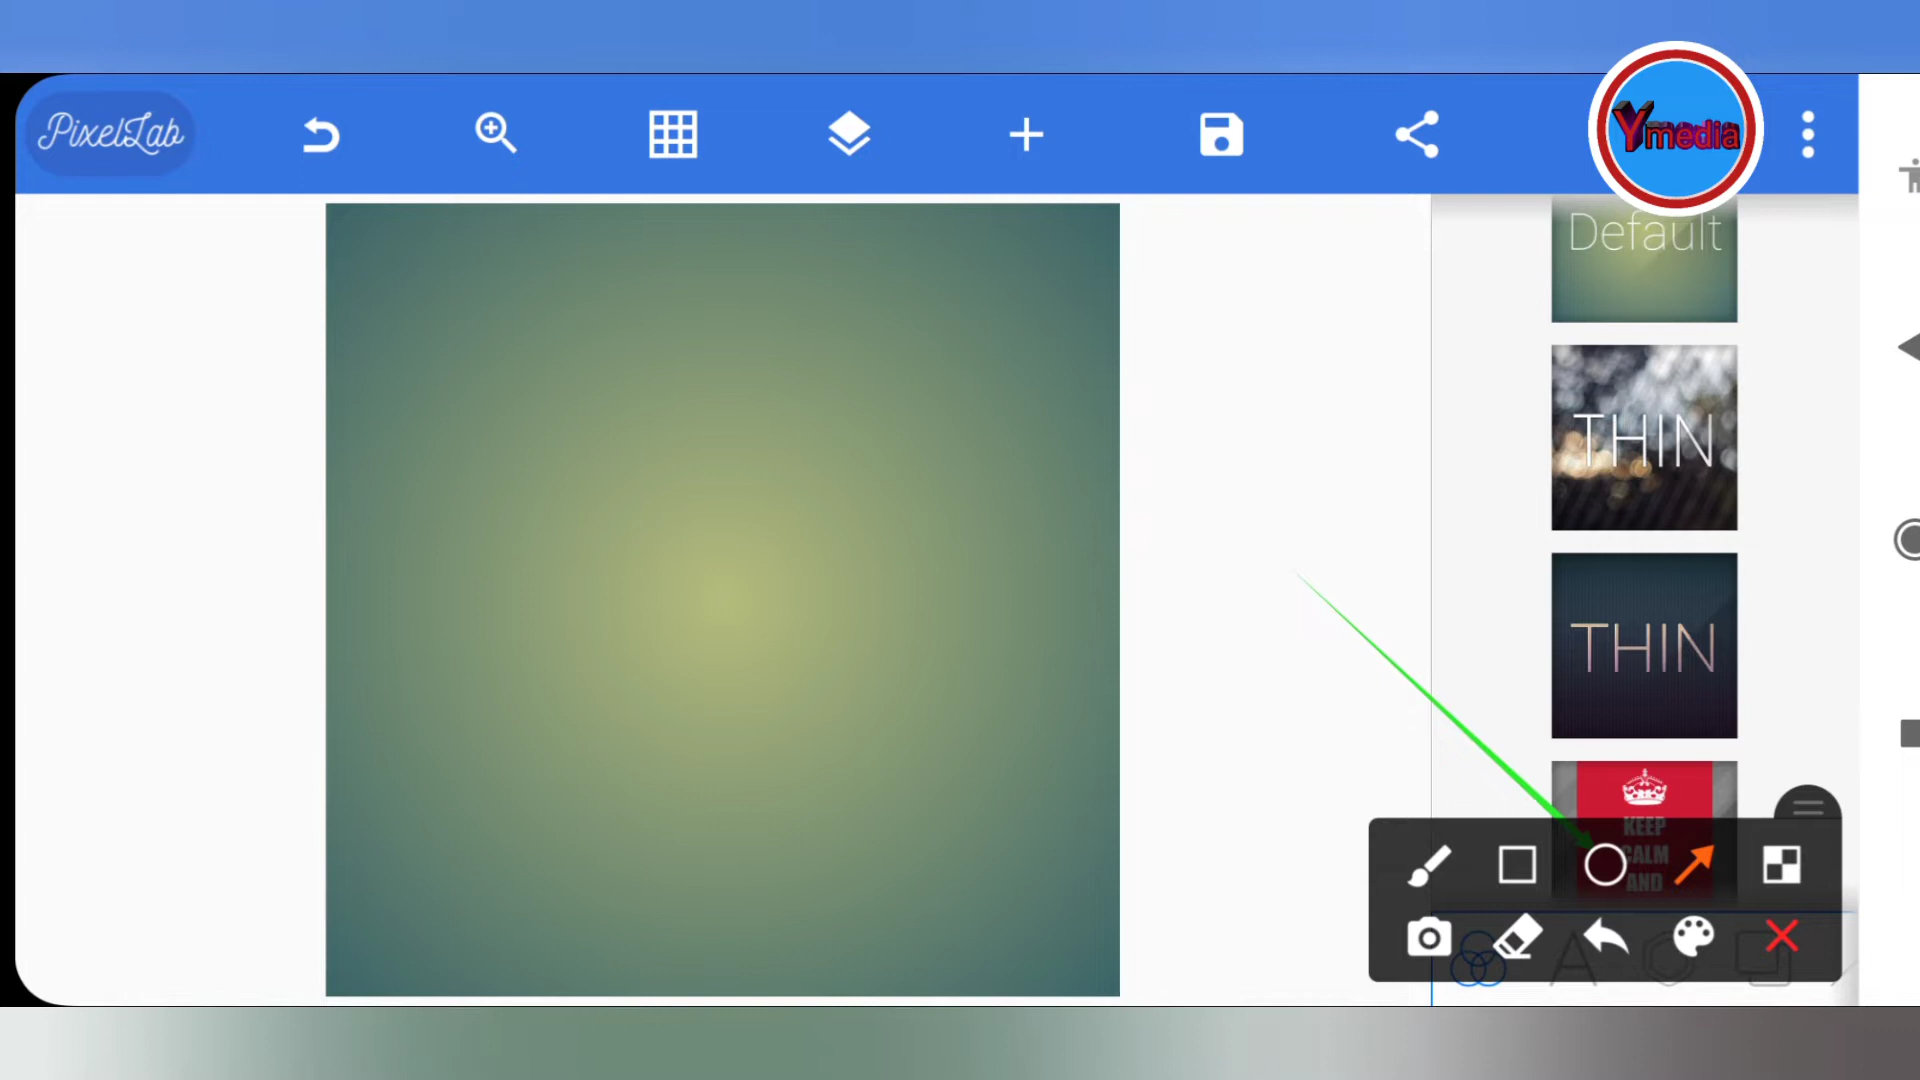 PixelLab
Ymedia
Default
THIN
THIN
KEEP
CALM
AND